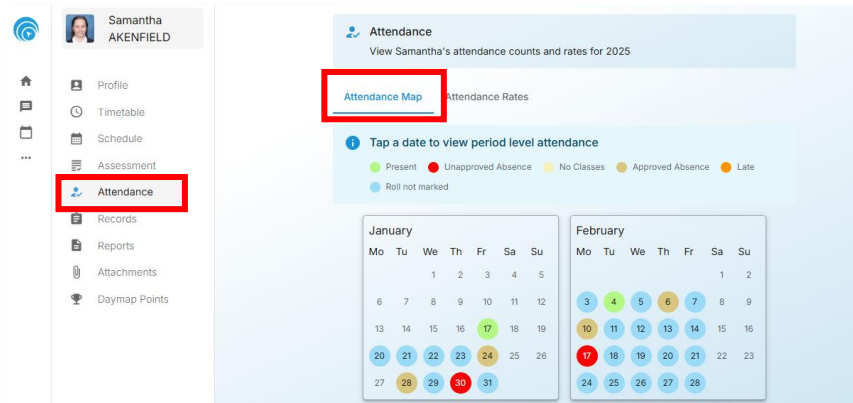 Samantha
AKENFIELD
Profile
Timetable
Schedule
Assessment
Attendance
Records
Reports
Attachments
Daymap Points
Attendance
View Samantha's attendance counts and rates for 2025
Attendance Map Attendance Rates
Tap a date to view period level attendance
Present Unapproved Absence No Classes Approved Absence Late
Roll not marked
January
Mo Tu We Th Fr Sa Su
1 2 3 4 5
6 7 8 9 10 11 12
13 14 15 16 17 18 19
20 21 22 23 24 25 26
27 28 29 30 31
February
Mo Tu We Th Fr Sa Su
1 2
3 4 5 6 7 8 9
10 11 12 13 14 15 16
17 18 19 20 21 22 23
24 25 26 27 28